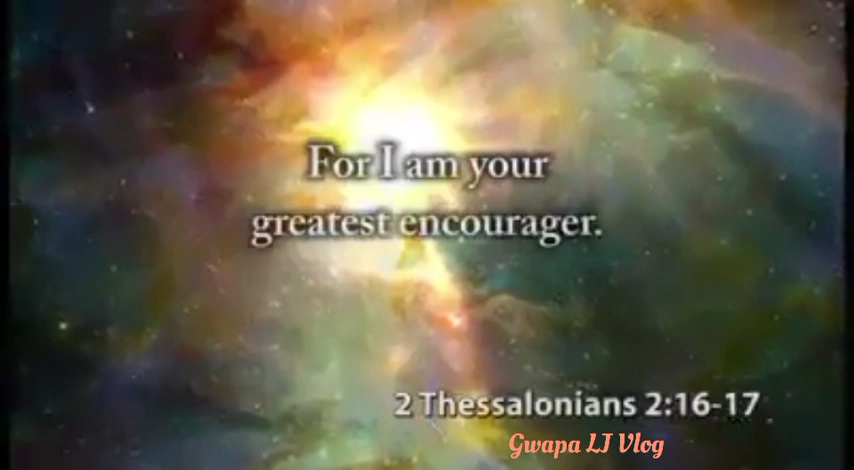 For I am your
greatest encourager.
2 Thessalonians 2:16-17
Gwapa LJ Vlog